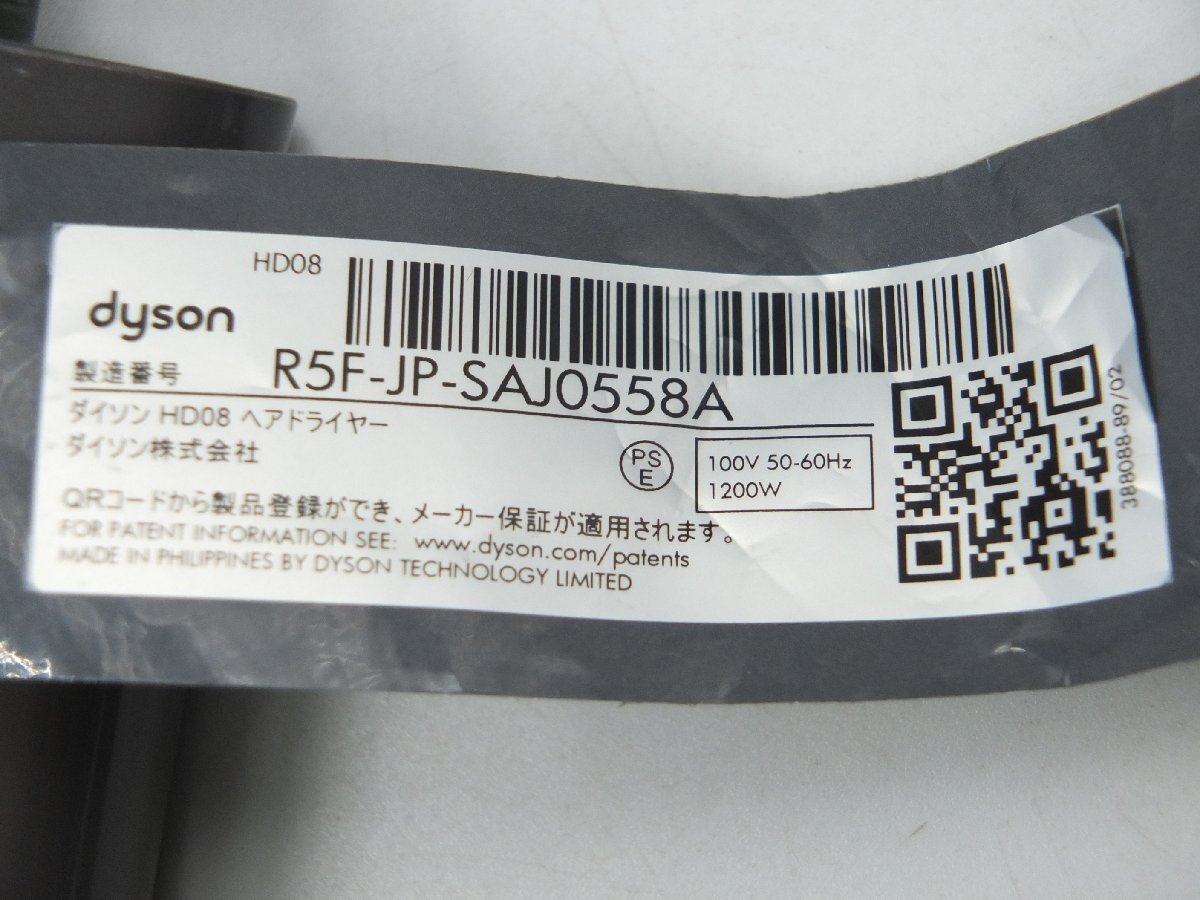 HD08
dyson
製造番号 R5F-JP-SAJ0558A
ダイソン HD08 ヘアドライヤー
ダイソン株式会社
PS
E
100V 50-60Hz
1200W
QRコードから製品登録ができ、メーカー保証が適用されます。
FOR PATENT INFORMATION SEE: www.dyson.com/patents
MADE IN PHILIPPINES BY DYSON TECHNOLOGY LIMITED
388088-89/02